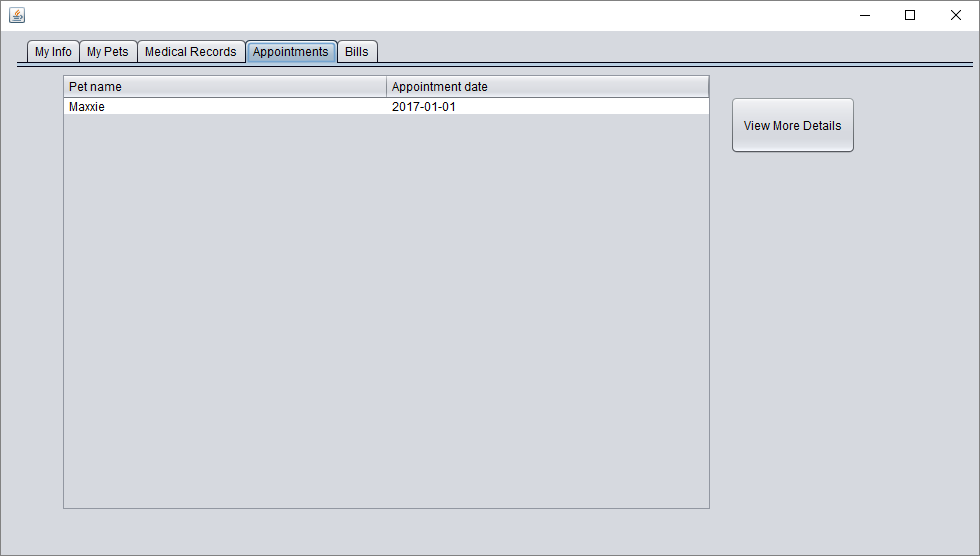 My Info My Pets Medical Records Appointments Bills
Pet name Appointment date
Maxxie 2017-01-01
View More Details